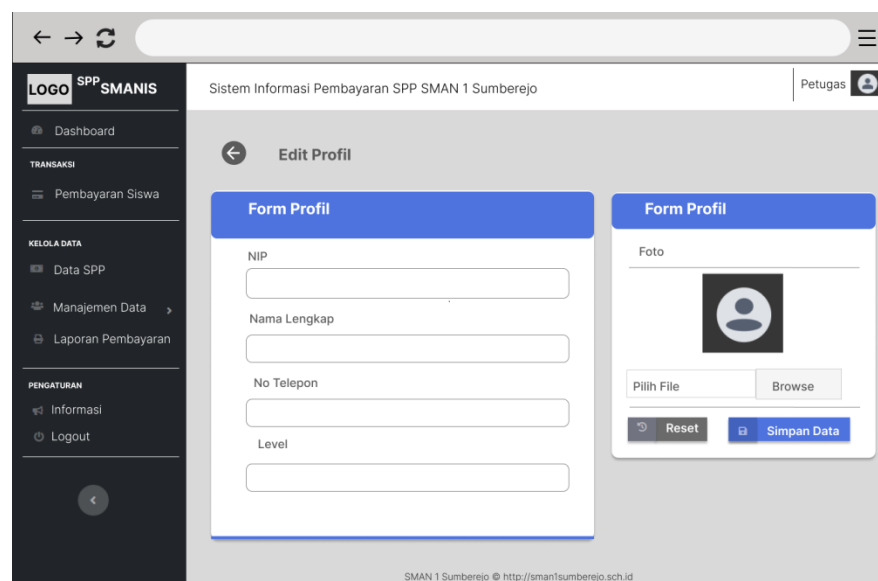 LOGO SPP SMANIS
Sistem Informasi Pembayaran SPP SMAN 1 Sumberejo
Petugas
Dashboard
TRANSAKSI
Pembayaran Siswa
KELOLA DATA
Data SPP
Manajemen Data
Laporan Pembayaran
PENGATURAN
Informasi
Logout
Edit Profil
Form Profil
NIP
Nama Lengkap
No Telepon
Level
Form Profil
Foto
Pilih File
Browse
Reset
Simpan Data
SMAN 1 Sumberejo © http://sman1sumberejo.sch.id